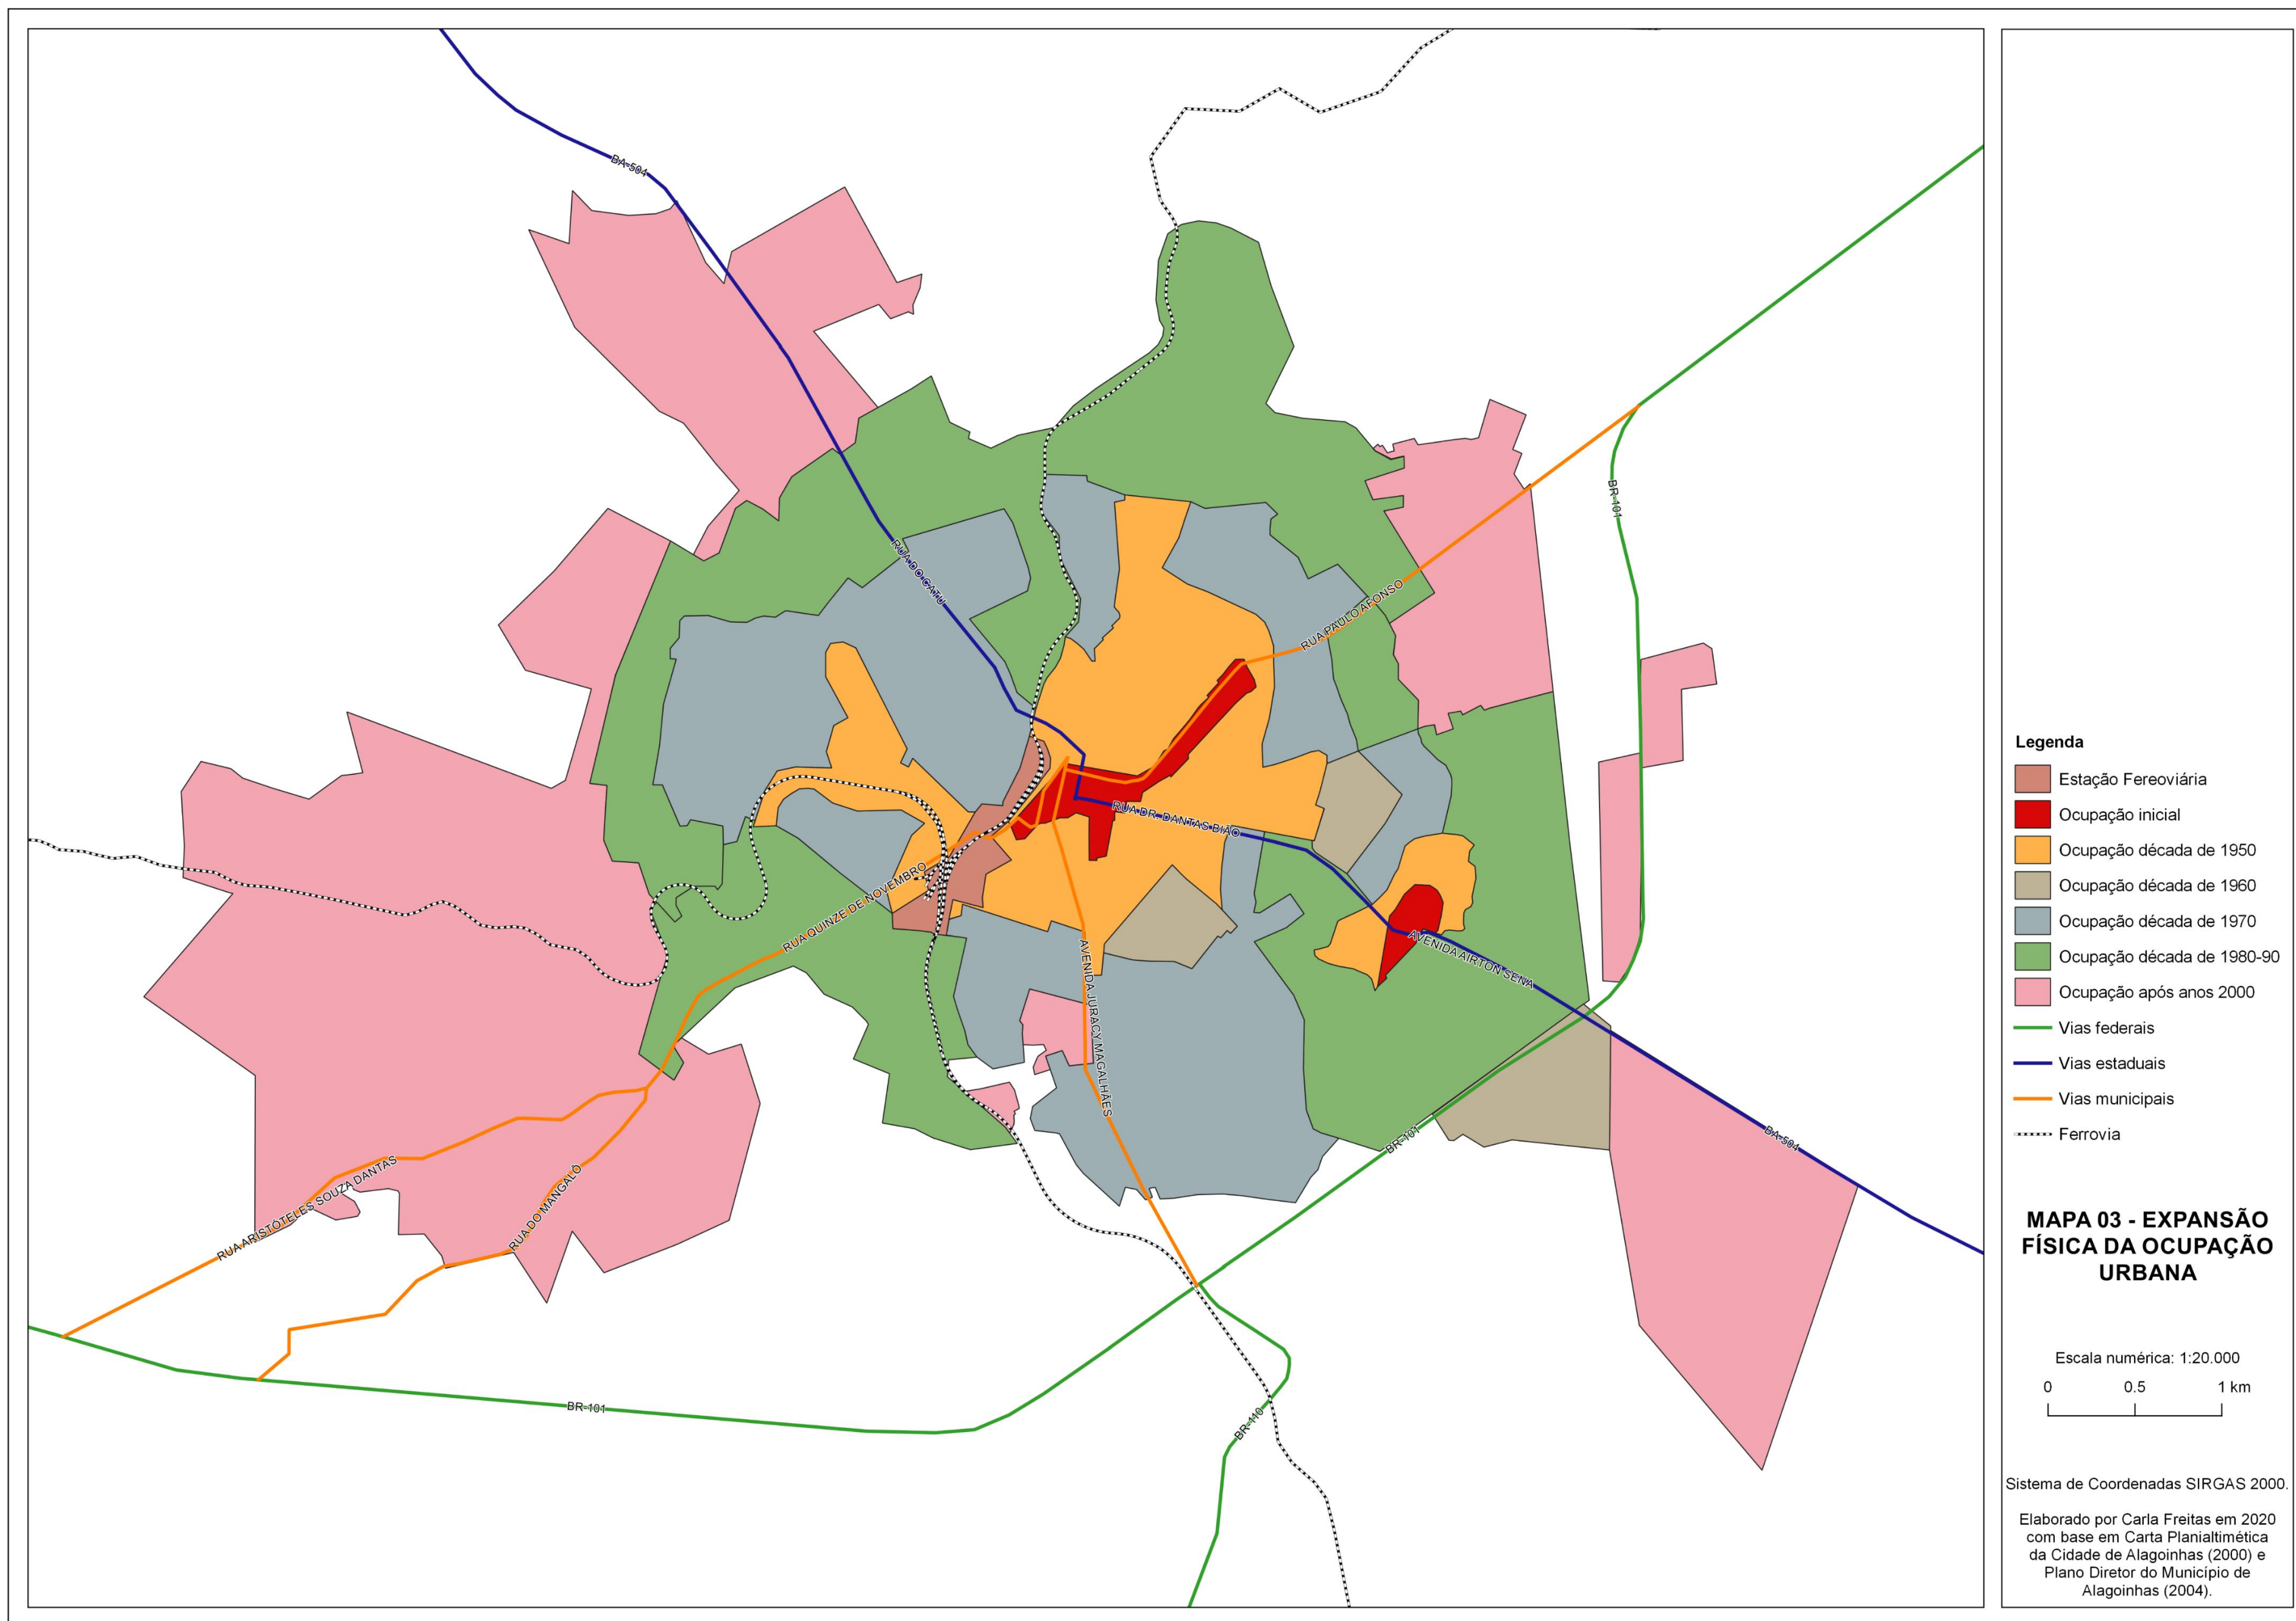 BA-504
RUA DO CATU
BR-101
RUA PAULO AFONSO
RUA DR. DANTAS BIÃO
RUA QUINZE DE NOVEMBRO
AVENIDA JURACY MAGALHÃES
AVENIDA AIRTON SENA
BR-101
BA-504
RUA ARISTÓTELES SOUZA DANTAS
RUA DO MANGALÔ
BR-101
BR-110
Legenda
Estação Fereoviária
Ocupação inicial
Ocupação década de 1950
Ocupação década de 1960
Ocupação década de 1970
Ocupação década de 1980-90
Ocupação após anos 2000
Vias federais
Vias estaduais
Vias municipais
Ferrovia
MAPA 03 - EXPANSÃO
FÍSICA DA OCUPAÇÃO
URBANA
Escala numérica: 1:20.000
0 0.5 1 km
Sistema de Coordenadas SIRGAS 2000.
Elaborado por Carla Freitas em 2020
com base em Carta Planialtimética
da Cidade de Alagoinhas (2000) e
Plano Diretor do Município de
Alagoinhas (2004).